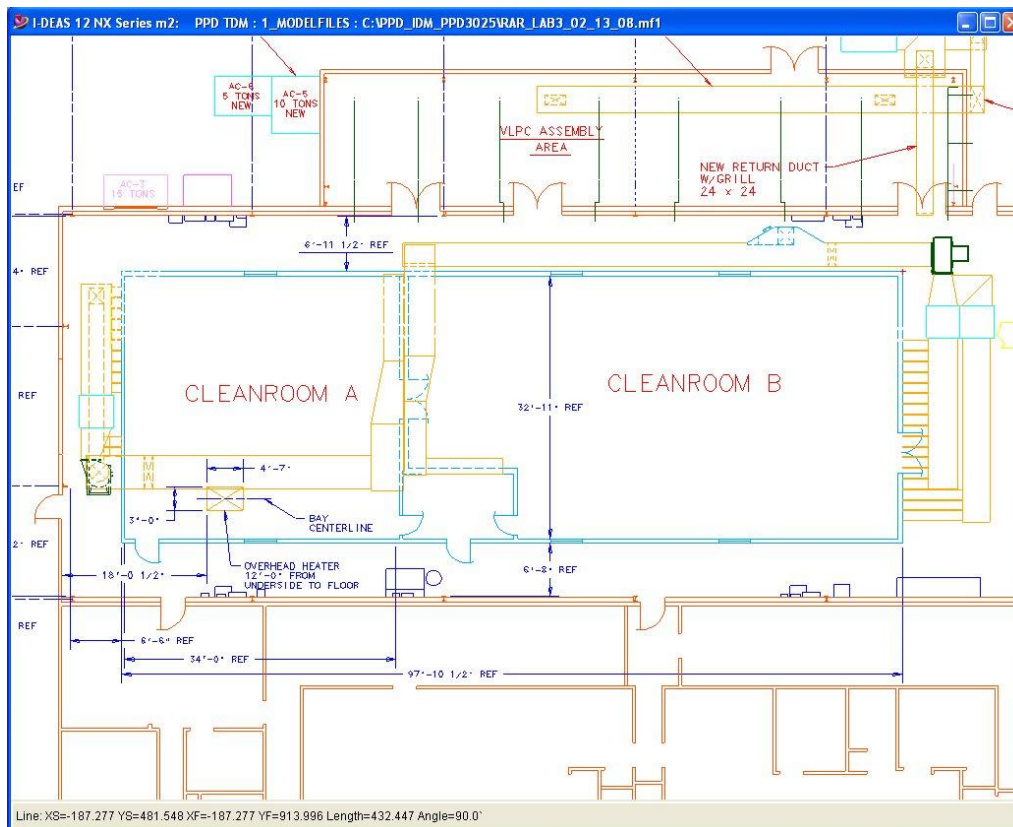 I-DEAS 12 NX Series m2: PPD TDM : 1_MODELFILES : C:\PPD_IDM_PPD3025\RAR_LAB3_02_13_08.mf1
AC-6
5 TONS
NEW
AC-5
10 TONS
NEW
VLPC ASSEMBLY
AREA
NEW RETURN DUCT
W/GRILL
24 x 24
AC-7
15 TONS
EF
6'-11 1/2" REF
4" REF
CLEANROOM A
CLEANROOM B
REF
32'-11" REF
4'-7"
3'-0"
BAY
CENTERLINE
2" REF
OVERHEAD HEATER
12'-0" FROM
UNDERSIDE TO FLOOR
18'-0 1/2"
6'-8"
REF
6'-6" REF
34'-0" REF
97'-10 1/2" REF
Line: XS=-187.277 YS=481.548 XF=-187.277 YF=913.996 Length=432.447 Angle=90.0°